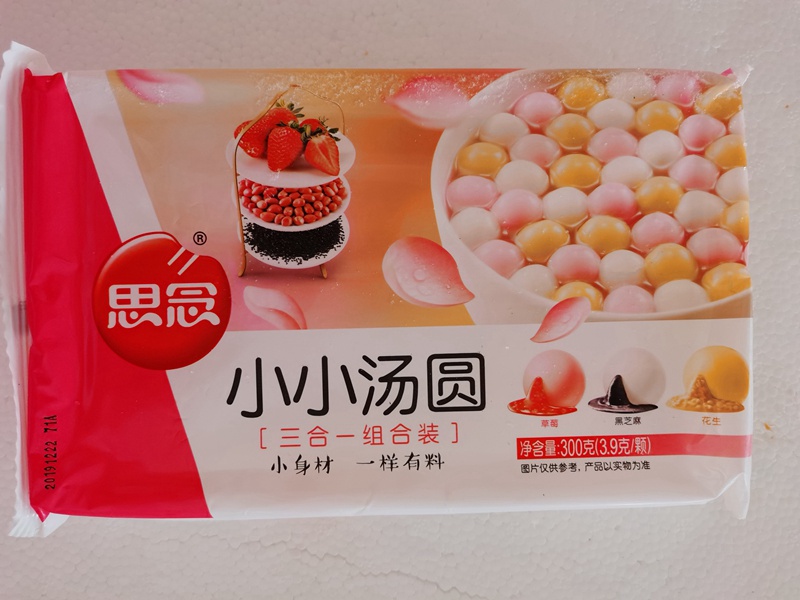 ®
思念
小小汤圆
[三合一组合装]
小身材 一样有料
草莓
黑芝麻
花生
净含量:300克(3.9克/颗)
图片仅供参考,产品以实物为准
20191222 71A